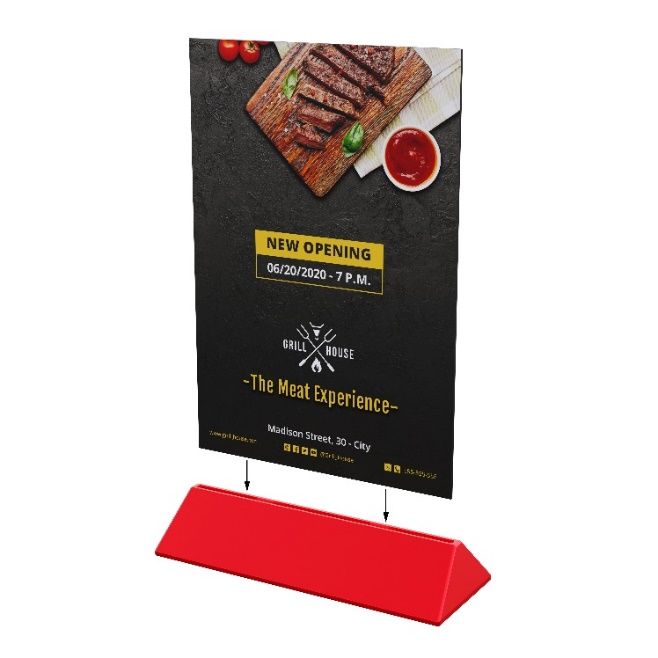 NEW OPENING
06/20/2020 - 7 P.M.
GRILL HOUSE
~The Meat Experience~
Madison Street, 30 - City